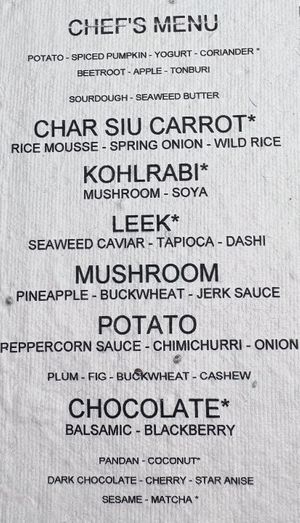 CHEF'S MENU
POTATO - SPICED PUMPKIN - YOGURT - CORIANDER *
BEETROOT - APPLE - TONBURI
SOURDOUGH - SEAWEED BUTTER
CHAR SIU CARROT*
RICE MOUSSE - SPRING ONION - WILD RICE
KOHLRABI*
MUSHROOM - SOYA
LEEK*
SEAWEED CAVIAR - TAPIOCA - DASHI
MUSHROOM
PINEAPPLE - BUCKWHEAT - JERK SAUCE
POTATO
PEPPERCORN SAUCE - CHIMICHURRI - ONION
PLUM - FIG - BUCKWHEAT - CASHEW
CHOCOLATE*
BALSAMIC - BLACKBERRY
PANDAN - COCONUT*
DARK CHOCOLATE - CHERRY - STAR ANISE
SESAME - MATCHA *